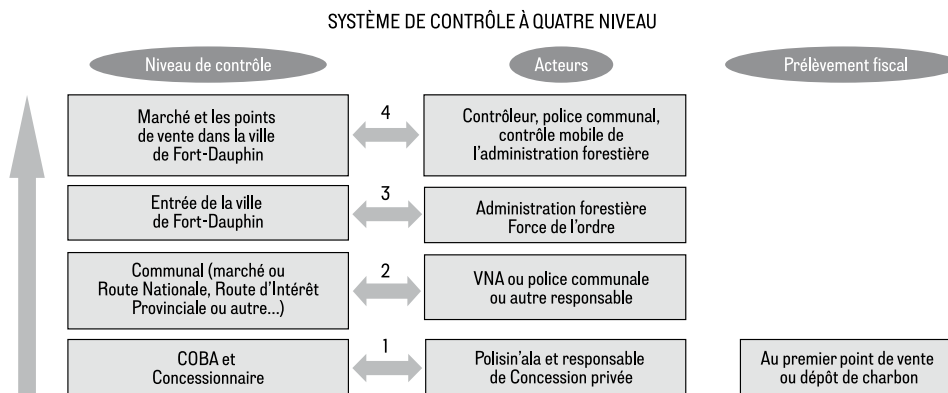 SYSTÈME DE CONTRÔLE À QUATRE NIVEAU
Niveau de contrôle
Acteurs
Prélèvement fiscal
Marché et les points
de vente dans la ville
de Fort-Dauphin
4
Contrôleur, police communal,
contrôle mobile de
l'administration forestière
Entrée de la ville
de Fort-Dauphin
3
Administration forestière
Force de l'ordre
Communal (marché ou
Route Nationale, Route d'Intérêt
Provinciale ou autre...)
2
VNA ou police communale
ou autre responsable
COBA et
Concessionnaire
1
Polisin'ala et responsable
de Concession privée
Au premier point de vente
ou dépôt de charbon